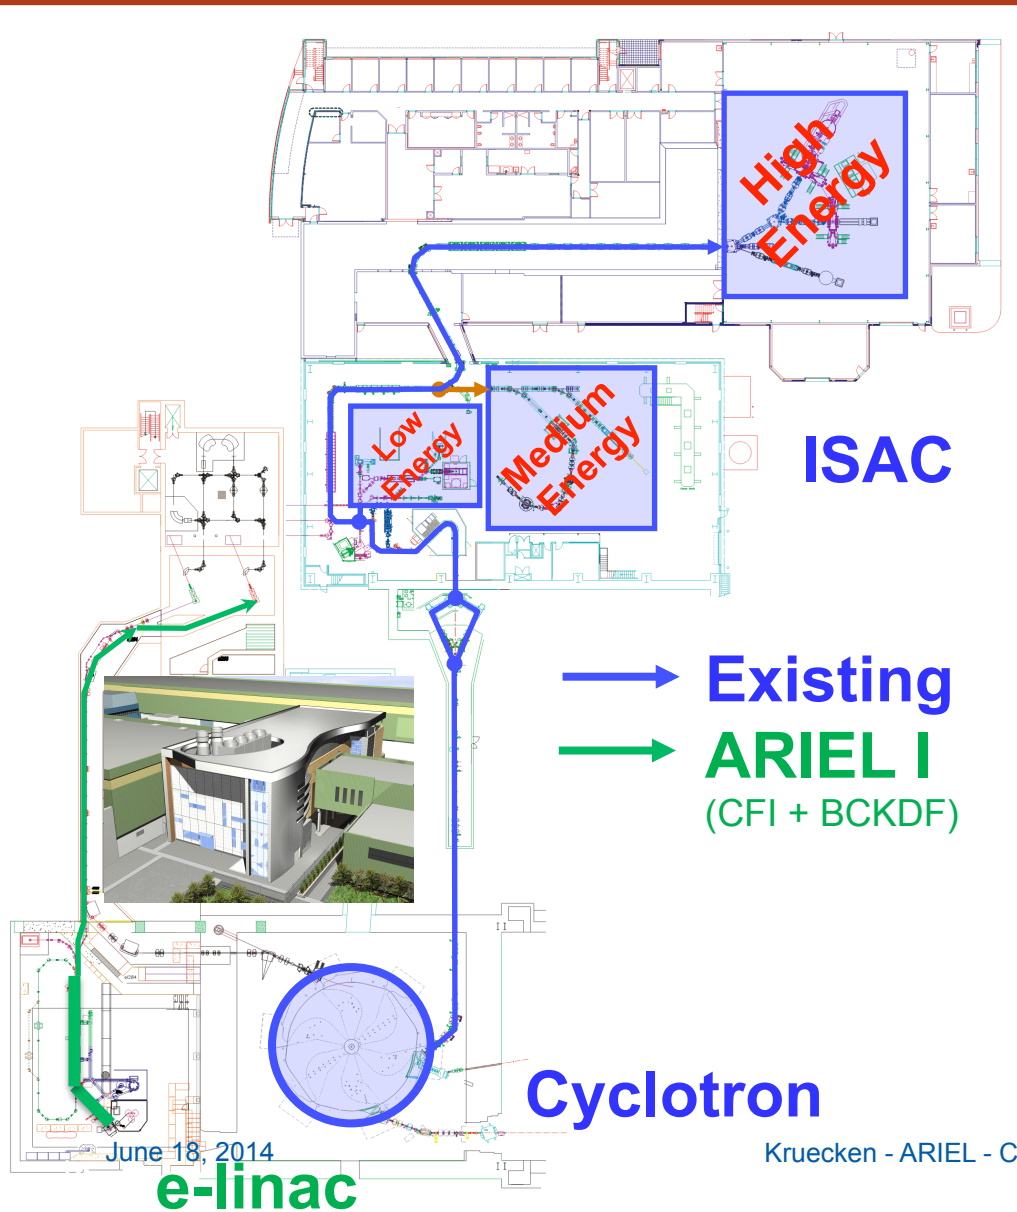 High
Energy
Low
Energy
Medium
Energy
ISAC
Existing
ARIEL I
(CFI + BCKDF)
Cyclotron
June 18, 2014
Kruecken - ARIEL - C
e-linac